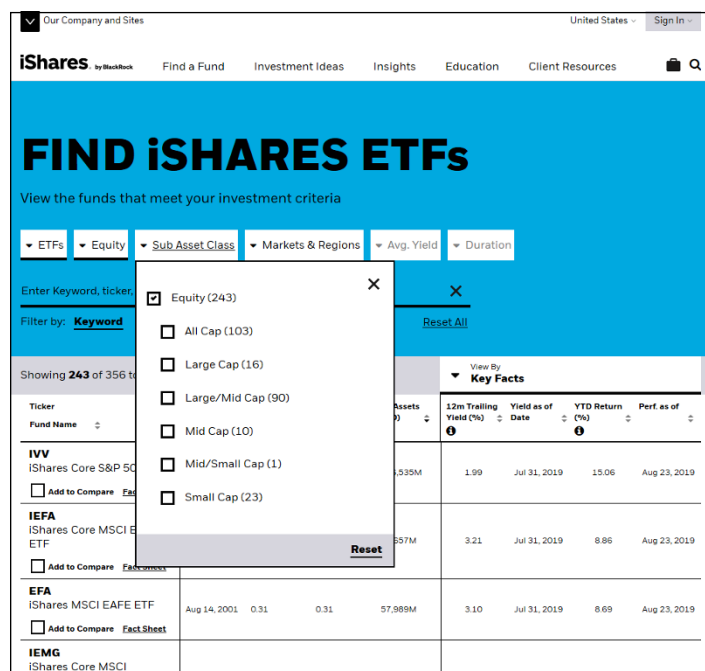 Our Company and Sites United States Sign In
iShares. by BlackRock Find a Fund Investment Ideas Insights Education Client Resources
FIND iSHARES ETFs
View the funds that meet your investment criteria
ETFs Equity Sub Asset Class Markets & Regions Avg. Yield Duration
Enter Keyword, ticker,
Filter by: Keyword Reset All
Equity (243)
All Cap (103)
Large Cap (16)
Large/Mid Cap (90)
Mid Cap (10)
Mid/Small Cap (1)
Small Cap (23)
Reset
Showing 243 of 356
View By
Key Facts
Ticker Assets 12m Trailing Yield as of YTD Return Perf. as of
Fund Name Yield (%) Date (%)
IVV
iShares Core S&P
,535M 1.99 Jul 31, 2019 15.06 Aug 23, 2019
Add to Compare
IEFA
iShares Core MSCI
ETF
657M 3.21 Jul 31, 2019 8.86 Aug 23, 2019
Add to Compare Fact Sheet
EFA
iShares MSCI EAFE ETF
Aug 14, 2001 0.31 0.31 57,989M 3.10 Jul 31, 2019 8.69 Aug 23, 2019
Add to Compare Fact Sheet
IEMG
iShares Core MSCI